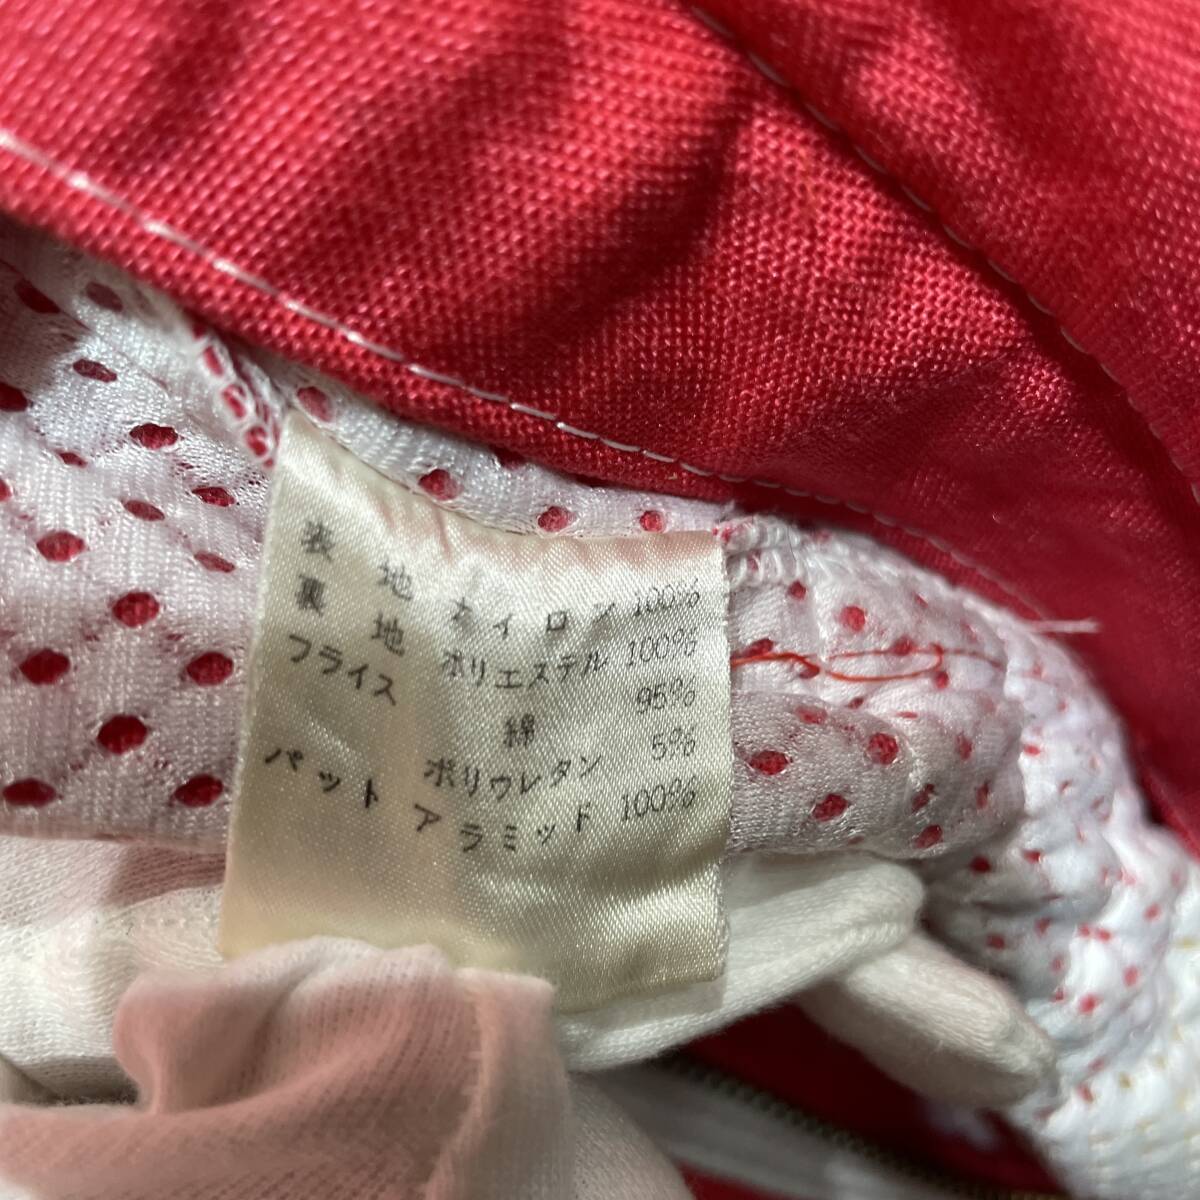 表地 ナイロン 100%
裏地 ポリエステル 100%
フライス 綿 95%
ポリウレタン 5%
パット アラミッド 100%